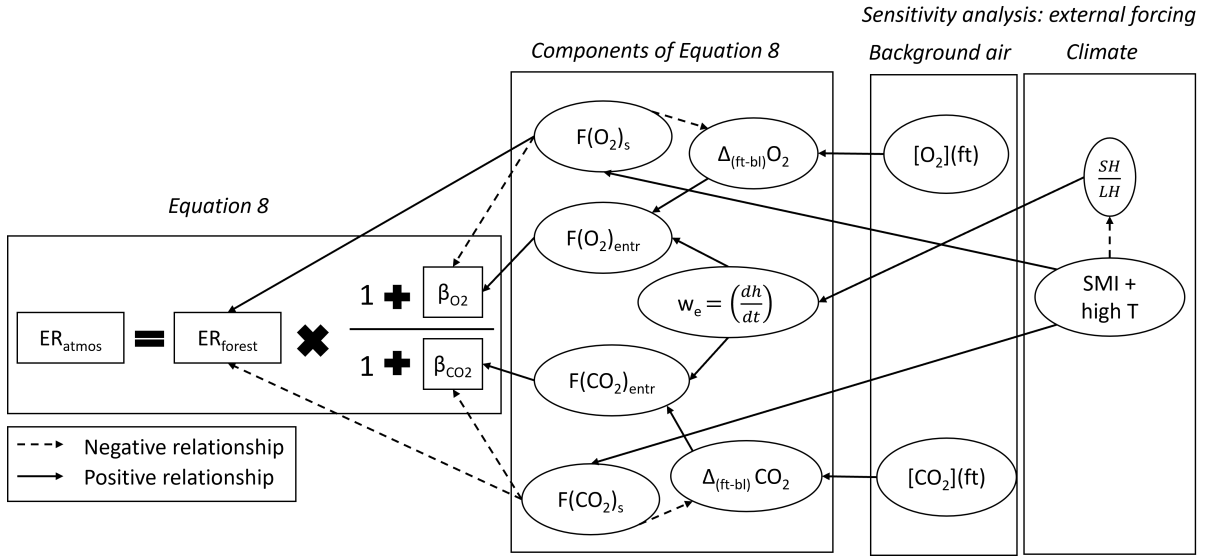 Sensitivity analysis: external forcing
Components of Equation 8
Background air
Climate
Equation 8
F(O₂)ₛ
Δ₍ft-bl₎O₂
[O₂](ft)
SH
LH
F(O₂)entr
wₑ = (dh/dt)
SMI +
high T
ERatmos = ERforest ✖ 1 + βO2
1 + βCO2
F(CO₂)entr
F(CO₂)ₛ
Δ(ft-bl) CO₂
[CO₂](ft)
Negative relationship
Positive relationship